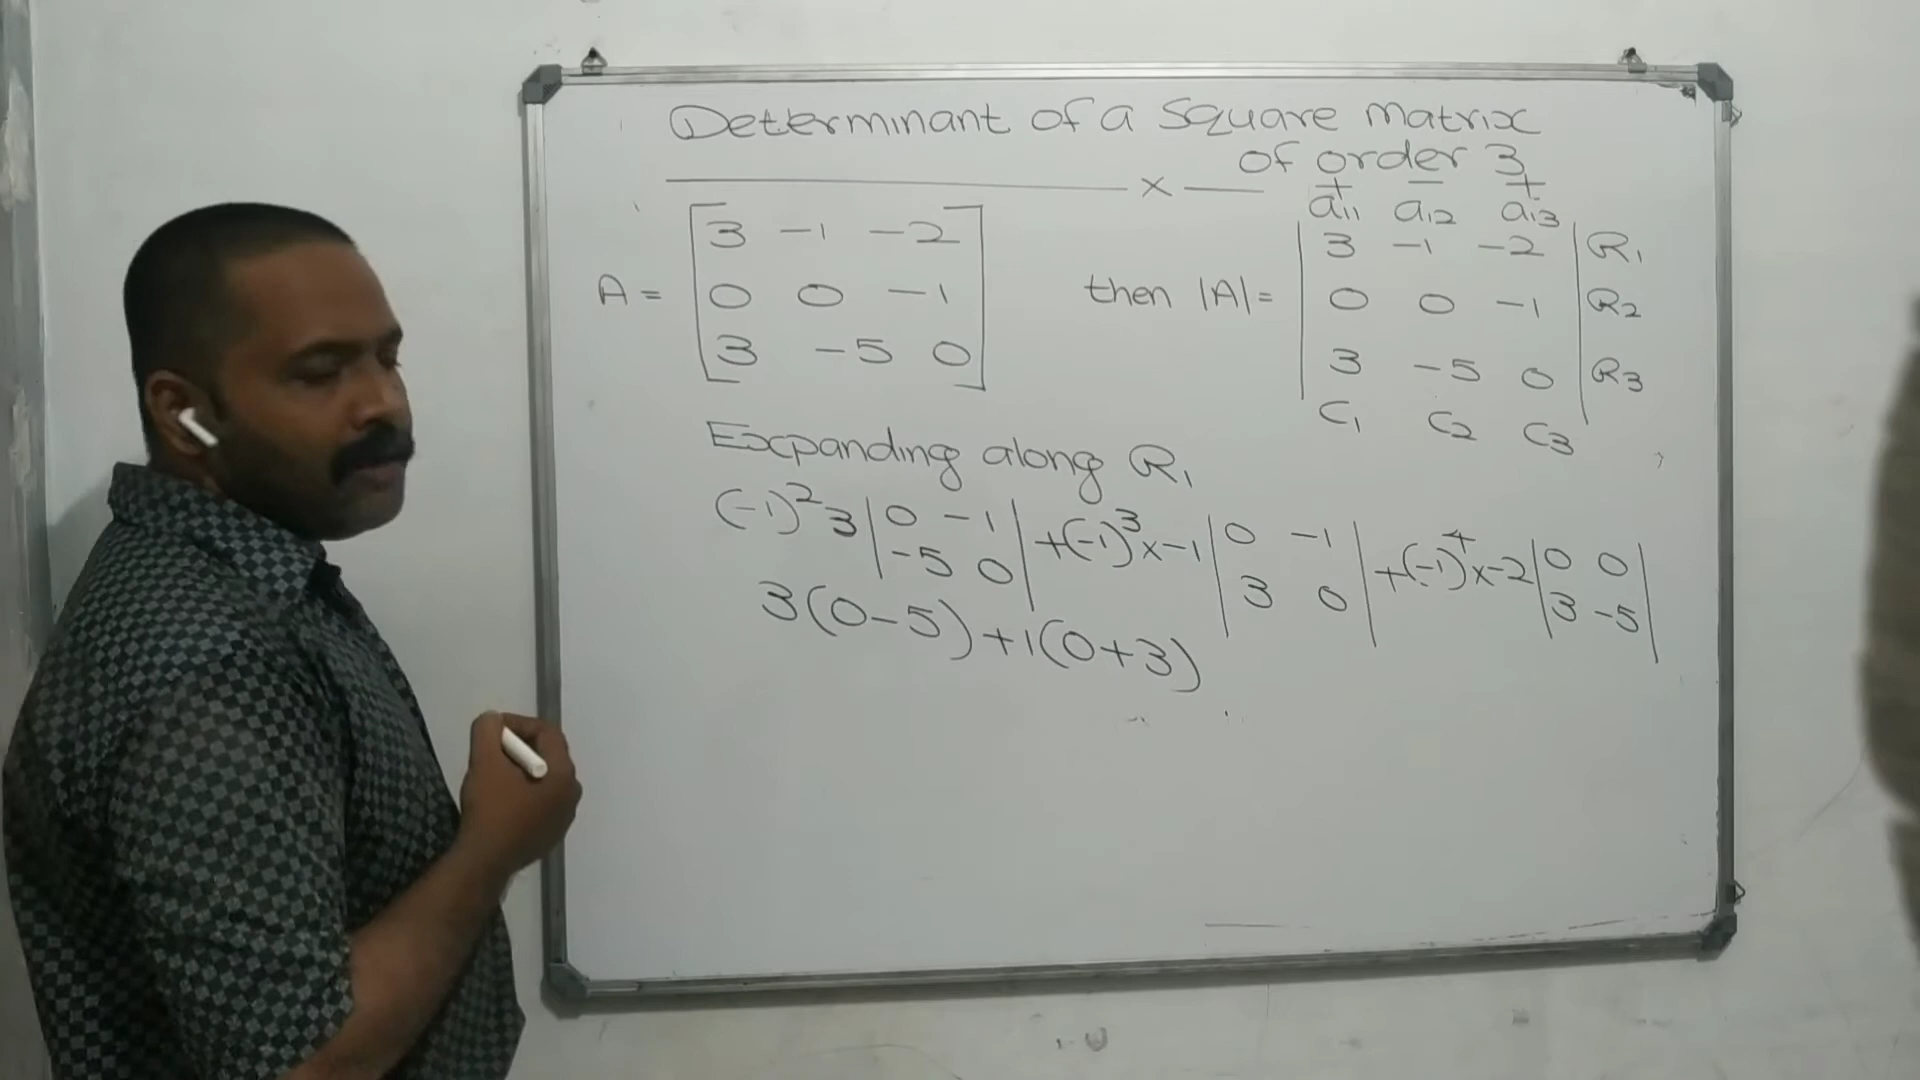 Determinant of a square matrix
of order 3
× 
+ − +
a11 a12 a13
A = [3 -1 -2
0 0 -1
3 -5 0]
then |A| = |3 -1 -2| R1
|0 0 -1| R2
|3 -5 0| R3
C1 C2 C3
Expanding along R1
(-1)² 3 |0 -1 -5 0| + (-1)³ × -1 |0 -1 3 0| + (-1)⁴ × -2 |0 0 3 -5|
3(0-5) + 1(0+3)